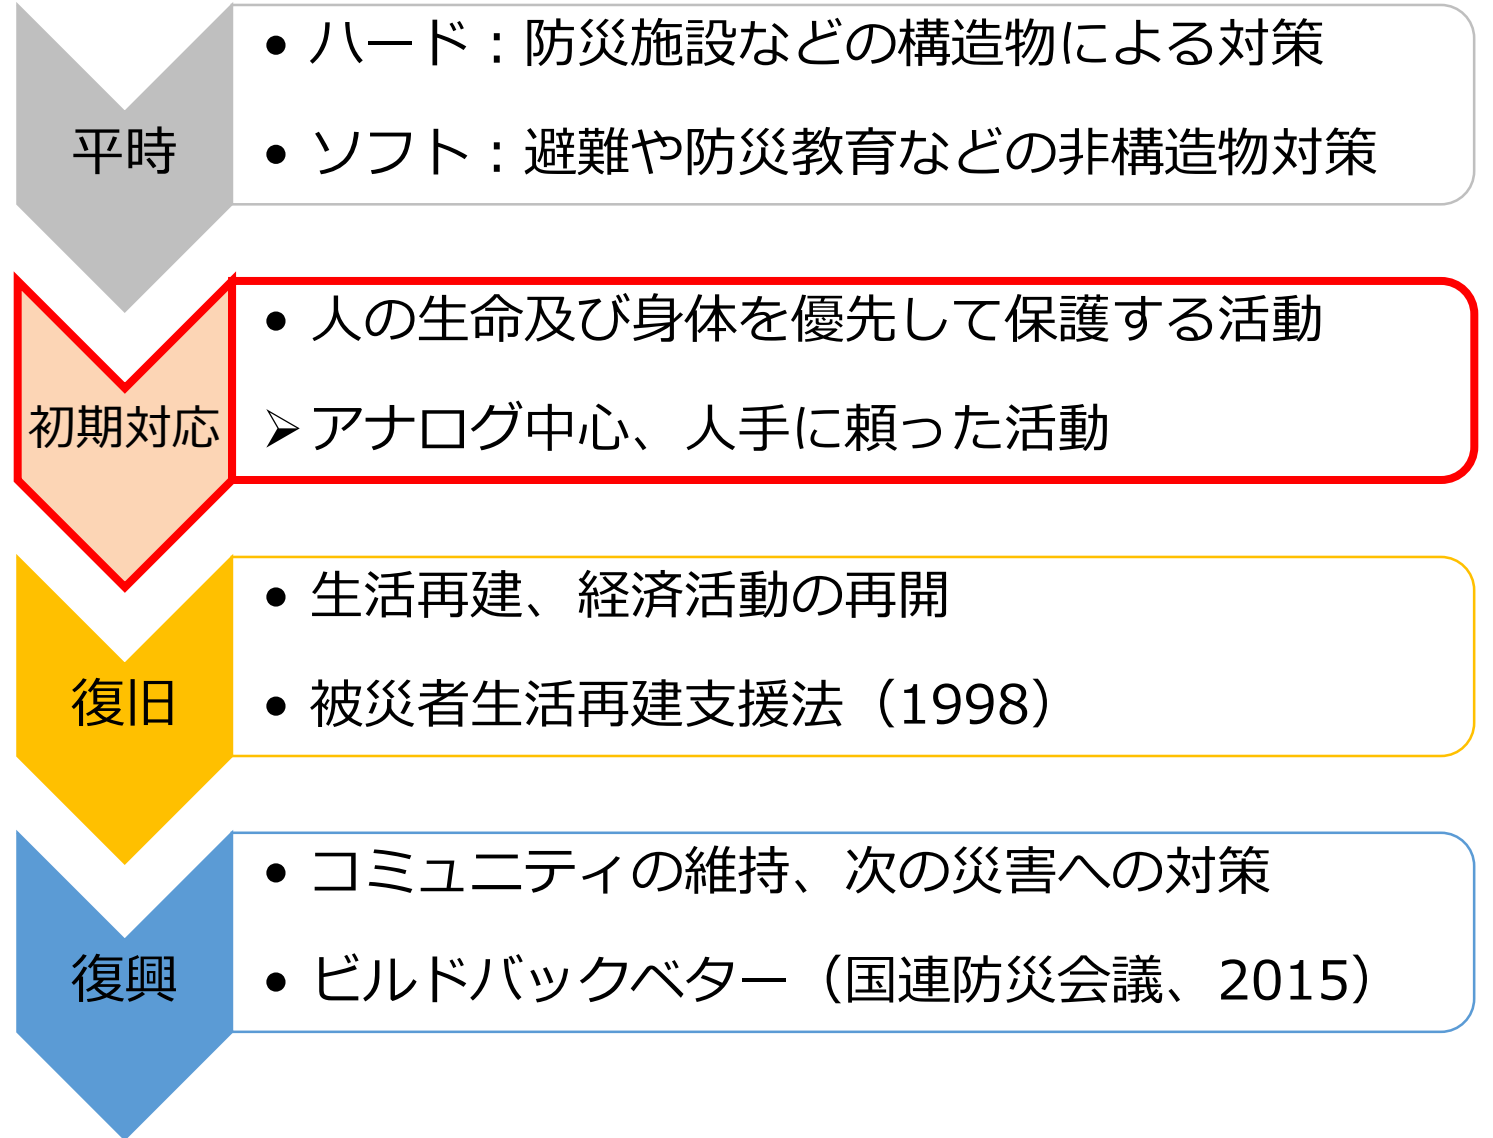 平時
• ハード：防災施設などの構造物による対策
• ソフト：避難や防災教育などの非構造物対策
初期対応
• 人の生命及び身体を優先して保護する活動
➢ アナログ中心、人手に頼った活動
復旧
• 生活再建、経済活動の再開
• 被災者生活再建支援法（1998）
復興
• コミュニティの維持、次の災害への対策
• ビルドバックベター（国連防災会議、2015）